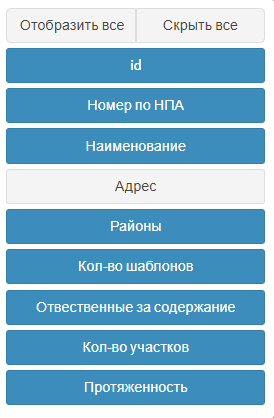 Отобразить все Скрыть все
id
Номер по НПА
Наименование
Адрес
Районы
Кол-во шаблонов
Отвественные за содержание
Кол-во участков
Протяженность